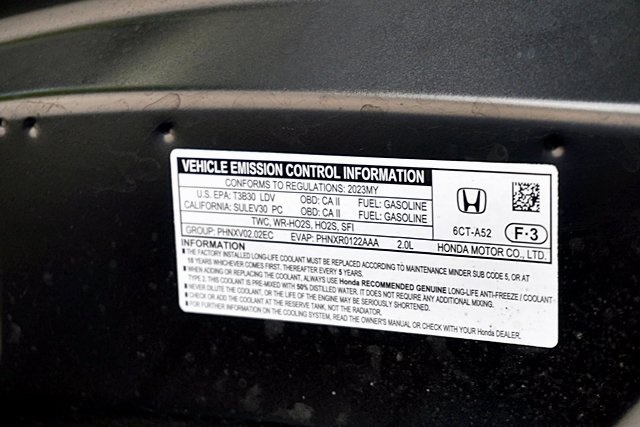 VEHICLE EMISSION CONTROL INFORMATION
CONFORMS TO REGULATIONS: 2023MY
U.S. EPA: T3B30 LDV OBD: CA II FUEL: GASOLINE
CALIFORNIA: SULEV30 PC OBD: CA II FUEL: GASOLINE
TWC, WR-HO2S, HO2S, SFI
GROUP: PHNXV02.02EC EVAP: PHNXR0122AAA 2.0L
6CT-A52 F-3
HONDA MOTOR CO., LTD.
INFORMATION
■ THE FACTORY INSTALLED LONG-LIFE COOLANT MUST BE REPLACED ACCORDING TO MAINTENANCE MINDER SUB CODE 5, OR AT
10 YEARS WHICHEVER COMES FIRST, THEREAFTER EVERY 5 YEARS.
■ WHEN ADDING OR REPLACING THE COOLANT, ALWAYS USE Honda RECOMMENDED GENUINE LONG-LIFE ANTI-FREEZE / COOLANT
TYPE 2. THIS COOLANT IS PRE-MIXED WITH 50% DISTILLED WATER. IT DOES NOT REQUIRE ANY ADDITIONAL MIXING.
■ NEVER DILUTE THE COOLANT, OR THE LIFE OF THE ENGINE MAY BE SERIOUSLY SHORTENED.
■ CHECK OR ADD THE COOLANT AT THE RESERVE TANK, NOT THE RADIATOR.
■ FOR FURTHER INFORMATION ON THE COOLING SYSTEM, READ THE OWNER'S MANUAL OR CHECK WITH YOUR Honda DEALER.